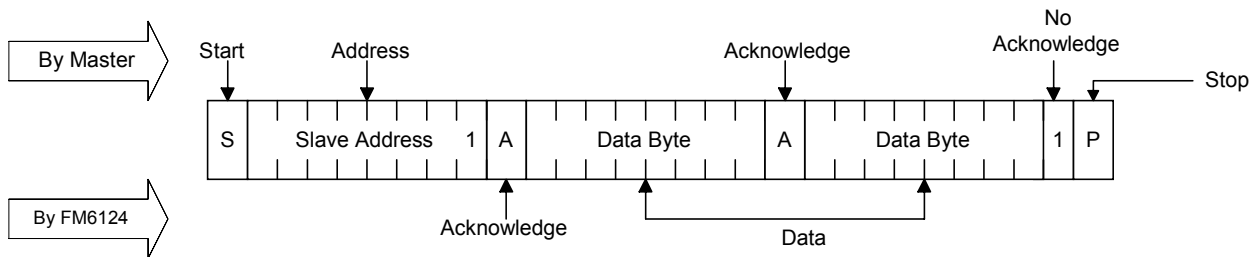 No
Acknowledge
By Master
Start
Address
Acknowledge
Stop
S
Slave Address 1
A
Data Byte
A
Data Byte
1
P
By FM6124
Acknowledge
Data